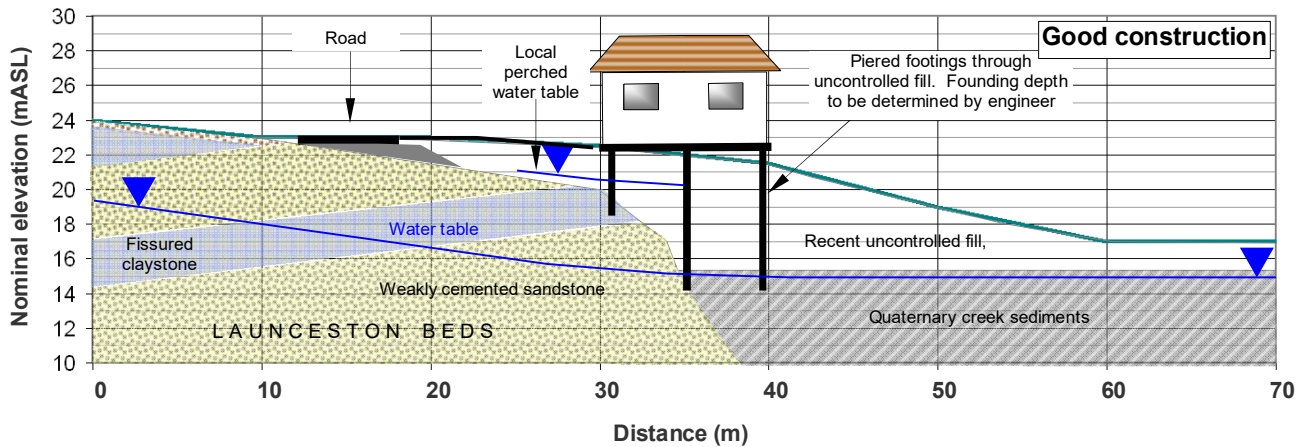 Good construction
Road
Local
perched
water table
Piered footings through
uncontrolled fill. Founding depth
to be determined by engineer
Nominal elevation (mASL)
30
28
26
24
22
20
18
16
14
12
10
Water table
Fissured
claystone
Recent uncontrolled fill,
Weakly cemented sandstone
Quaternary creek sediments
LAUNCESTON BEDS
0 10 20 30 40 50 60 70
Distance (m)